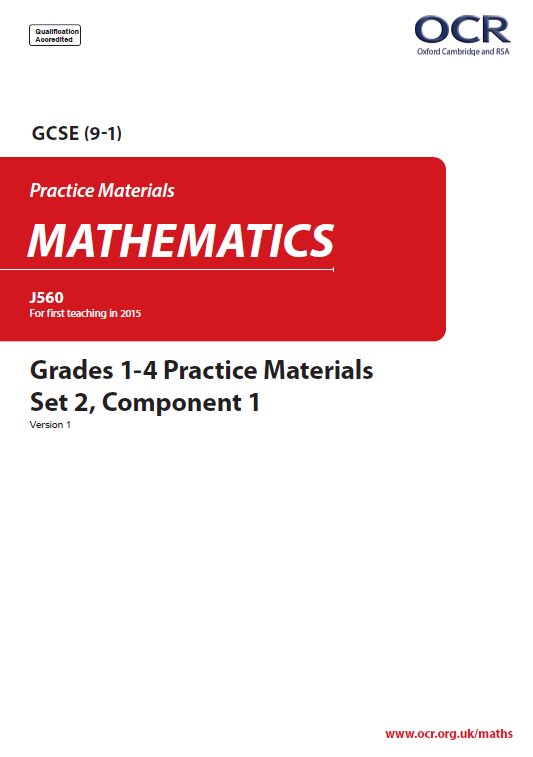 Qualification
Accredited
OCR
Oxford Cambridge and RSA
GCSE (9-1)
Practice Materials
MATHEMATICS
J560
For first teaching in 2015
Grades 1-4 Practice Materials
Set 2, Component 1
Version 1
www.ocr.org.uk/maths